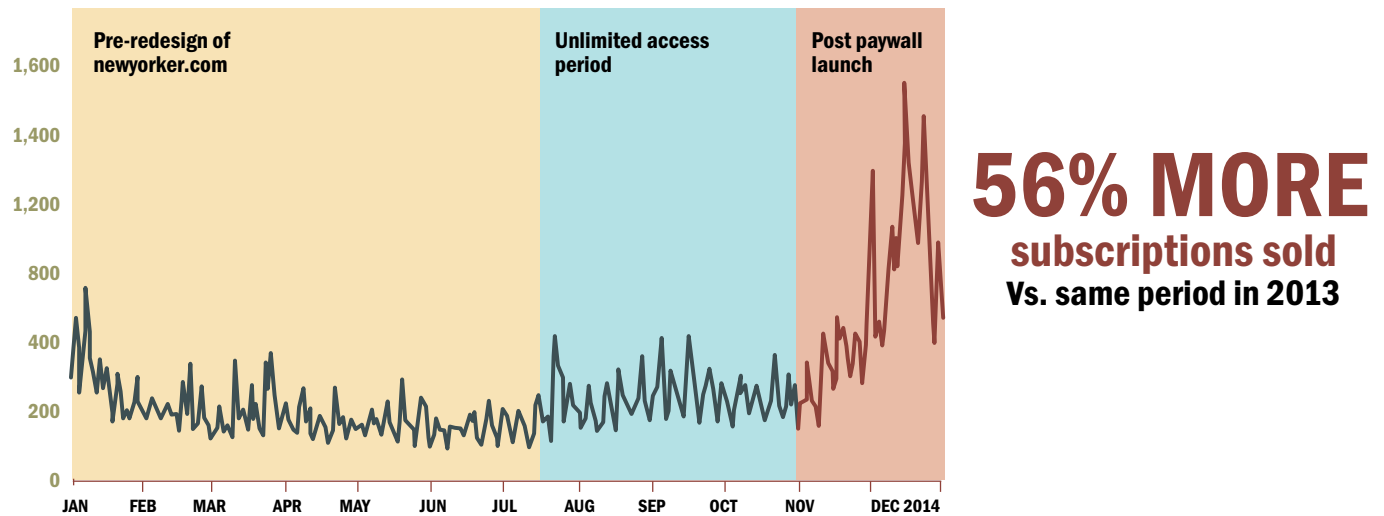 Pre-redesign of
newyorker.com
Unlimited access
period
Post paywall
launch
1,600
1,400
1,200
800
400
200
0
JAN FEB MAR APR MAY JUN JUL AUG SEP OCT NOV DEC 2014
56% MORE
subscriptions sold
Vs. same period in 2013